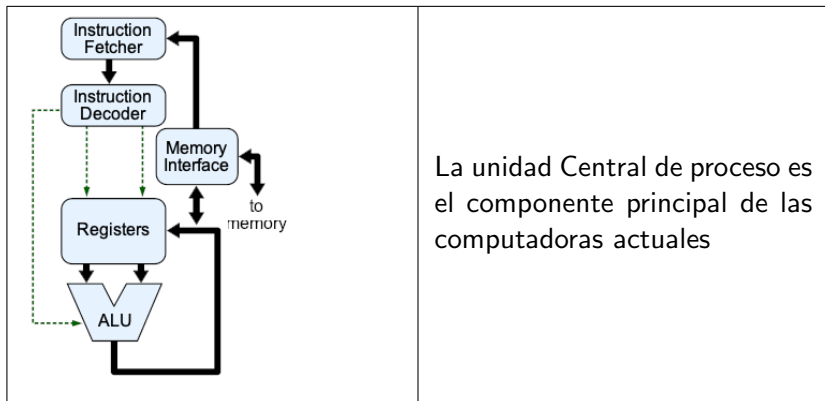 Instruction
Fetcher
Instruction
Decoder
Memory
Interface
to
memory
Registers
ALU
La unidad Central de proceso es
el componente principal de las
computadoras actuales